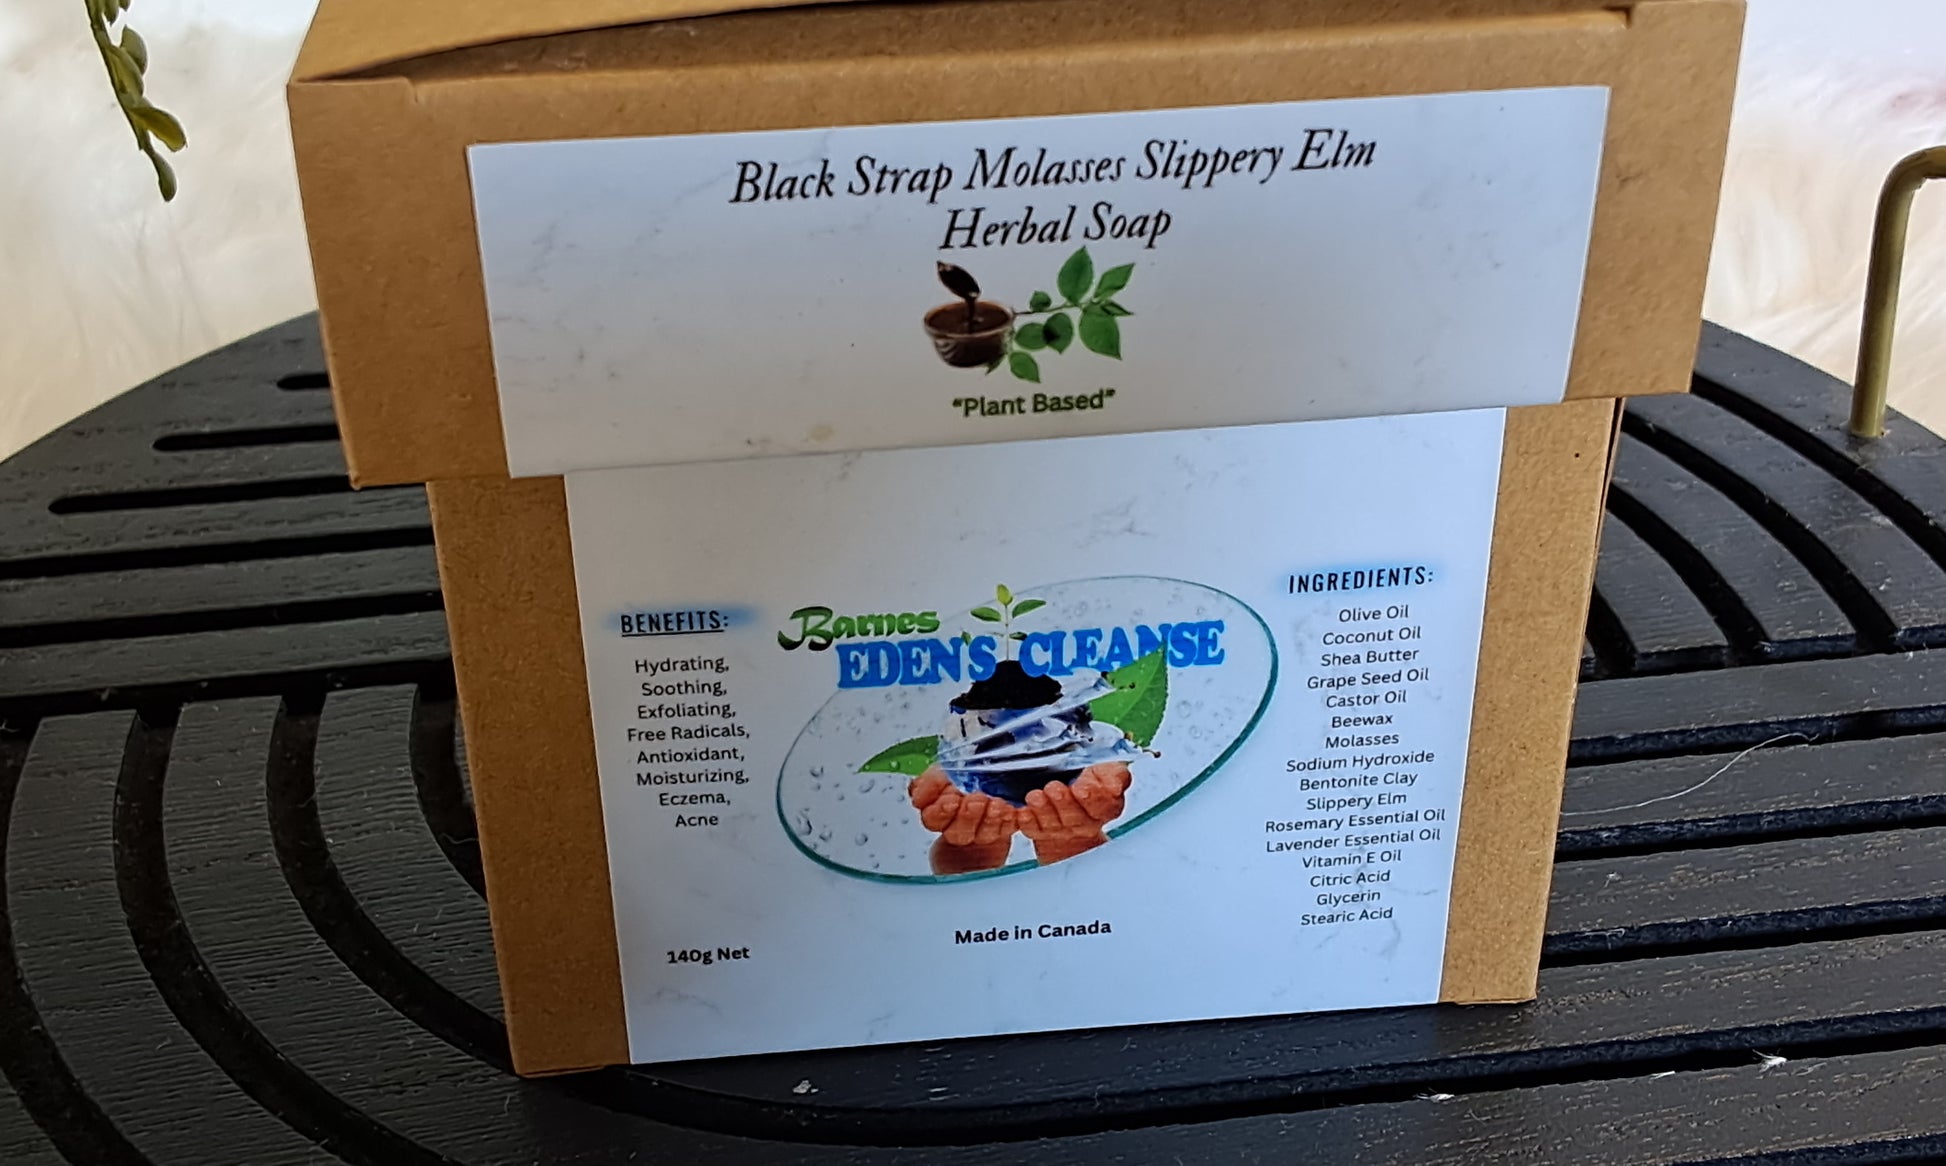 Black Strap Molasses Slippery Elm
Herbal Soap
"Plant Based"
BENEFITS:
Hydrating,
Soothing,
Exfoliating,
Free Radicals,
Antioxidant,
Moisturizing,
Eczema,
Acne
140g Net
Barnes
EDEN'S CLEANSE
Made in Canada
INGREDIENTS:
Olive Oil
Coconut Oil
Shea Butter
Grape Seed Oil
Castor Oil
Beewax
Molasses
Sodium Hydroxide
Bentonite Clay
Slippery Elm
Rosemary Essential Oil
Lavender Essential Oil
Vitamin E Oil
Citric Acid
Glycerin
Stearic Acid